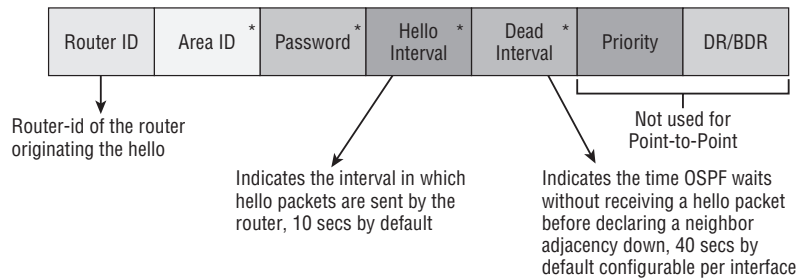 Router ID
Area ID *
Password *
Hello *
Interval
Dead *
Interval
Priority
DR/BDR
Router-id of the router
originating the hello
Not used for
Point-to-Point
Indicates the interval in which
hello packets are sent by the
router, 10 secs by default
Indicates the time OSPF waits
without receiving a hello packet
before declaring a neighbor
adjacency down, 40 secs by
default configurable per interface